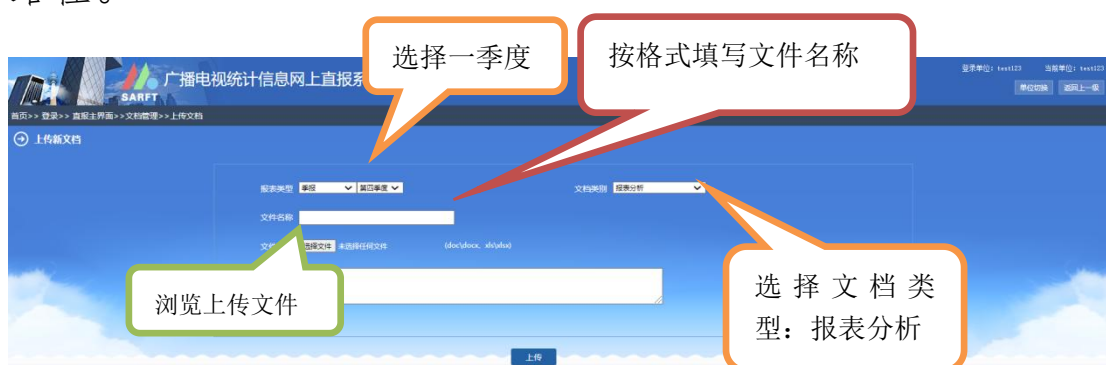 选择一季度
按格式填写文件名称
广播电视统计信息网上直报系
SARFT
登录单位：test123 当前单位：test123
单位切换 返回上一级
首页>> 登录>> 直报主界面>>文档管理>>上传文档
上传新文档
报表类型 季报 第四季度 文档类别 报表分析
文件名称
选择文件 未选择任何文件 (doc\docx, xls\xlsx)
浏览上传文件
选择文档类
型：报表分析
上传